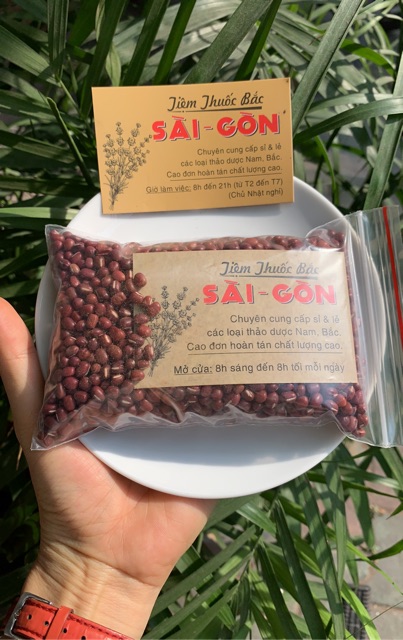 Tiệm Thuốc Bắc
SÀI-GÒN
Chuyên cung cấp sỉ & lẻ
các loại thảo dược Nam, Bắc.
Cao đơn hoàn tán chất lượng cao.
Giờ làm việc: 8h đến 21h (từ T2 đến T7)
(Chủ Nhật nghỉ)
Tiệm Thuốc Bắc
SÀI-GÒN
Chuyên cung cấp sỉ & lẻ
các loại thảo dược Nam, Bắc.
Cao đơn hoàn tán chất lượng cao.
Mở cửa: 8h sáng đến 8h tối mỗi ngày